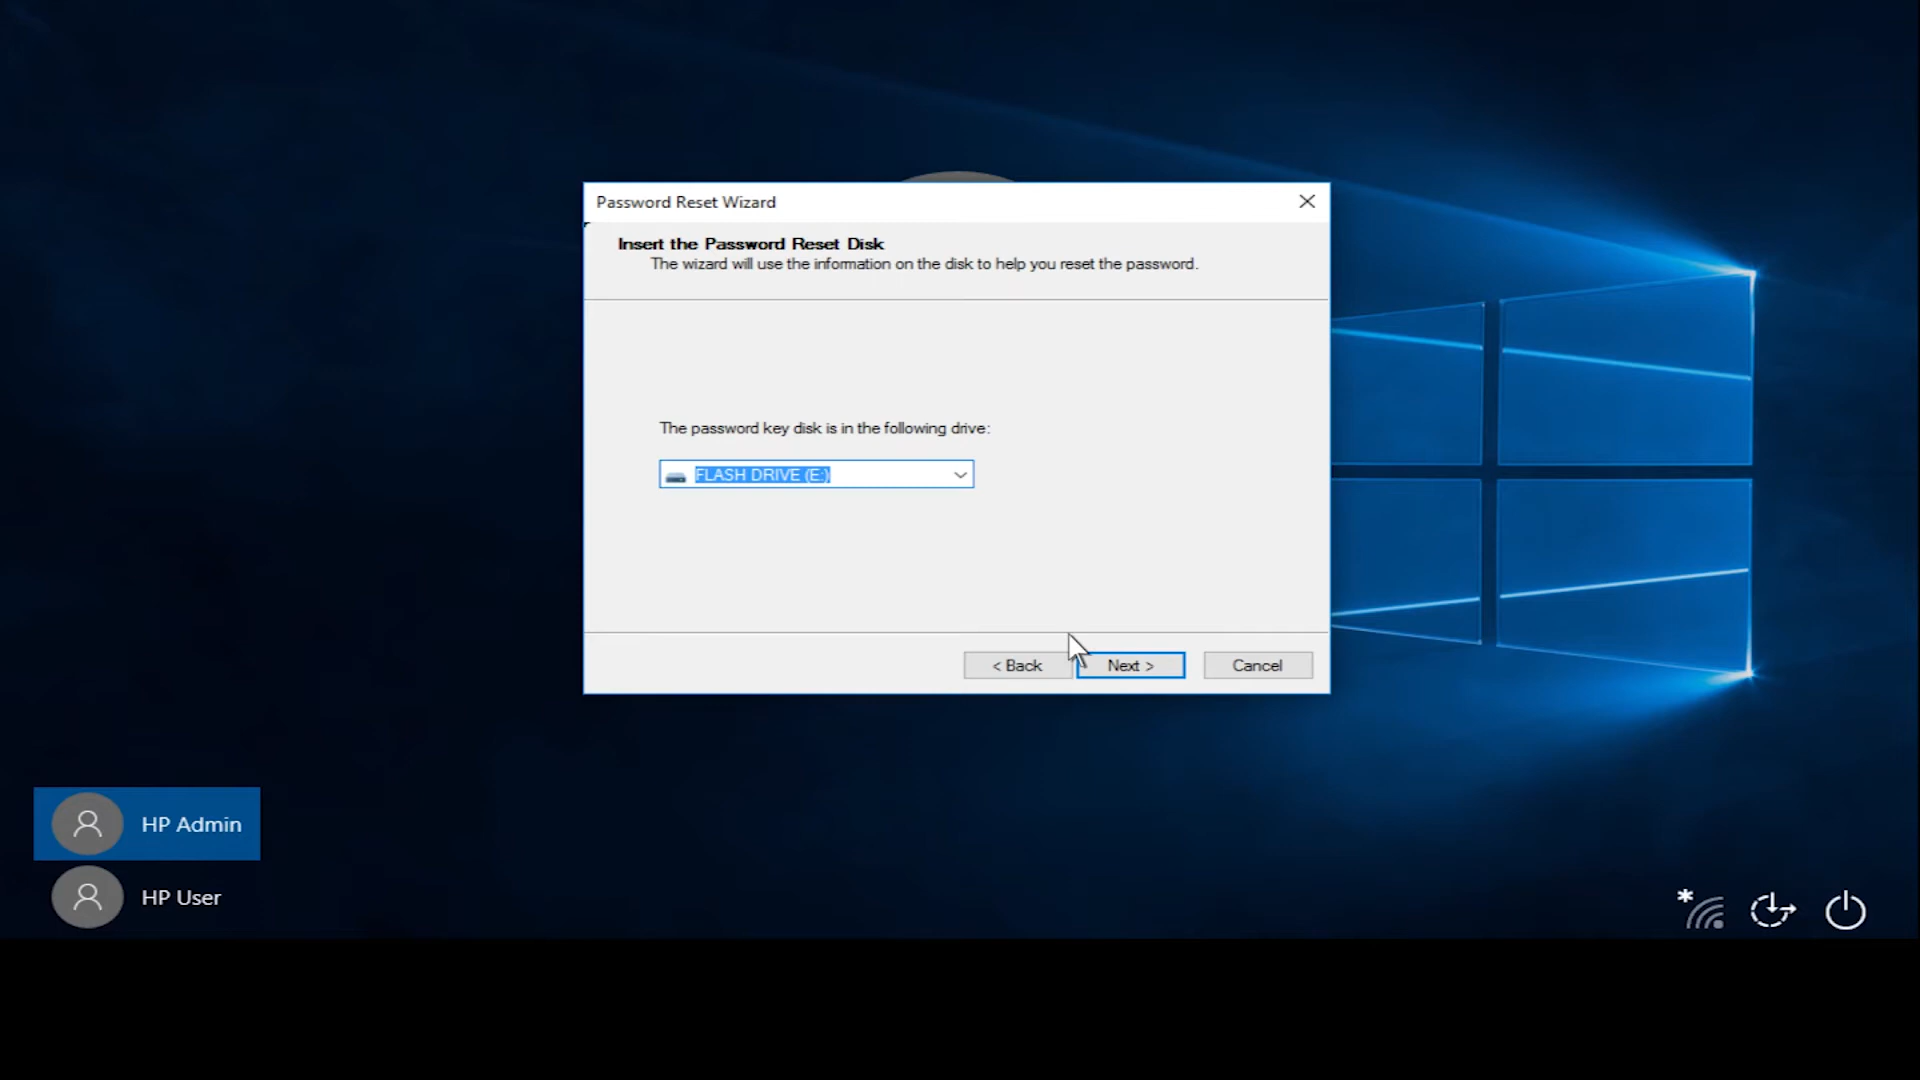 Password Reset Wizard
Insert the Password Reset Disk
The wizard will use the information on the disk to help you reset the password.
The password key disk is in the following drive:
FLASH DRIVE (E:)
< Back
Next >
Cancel
HP Admin
HP User